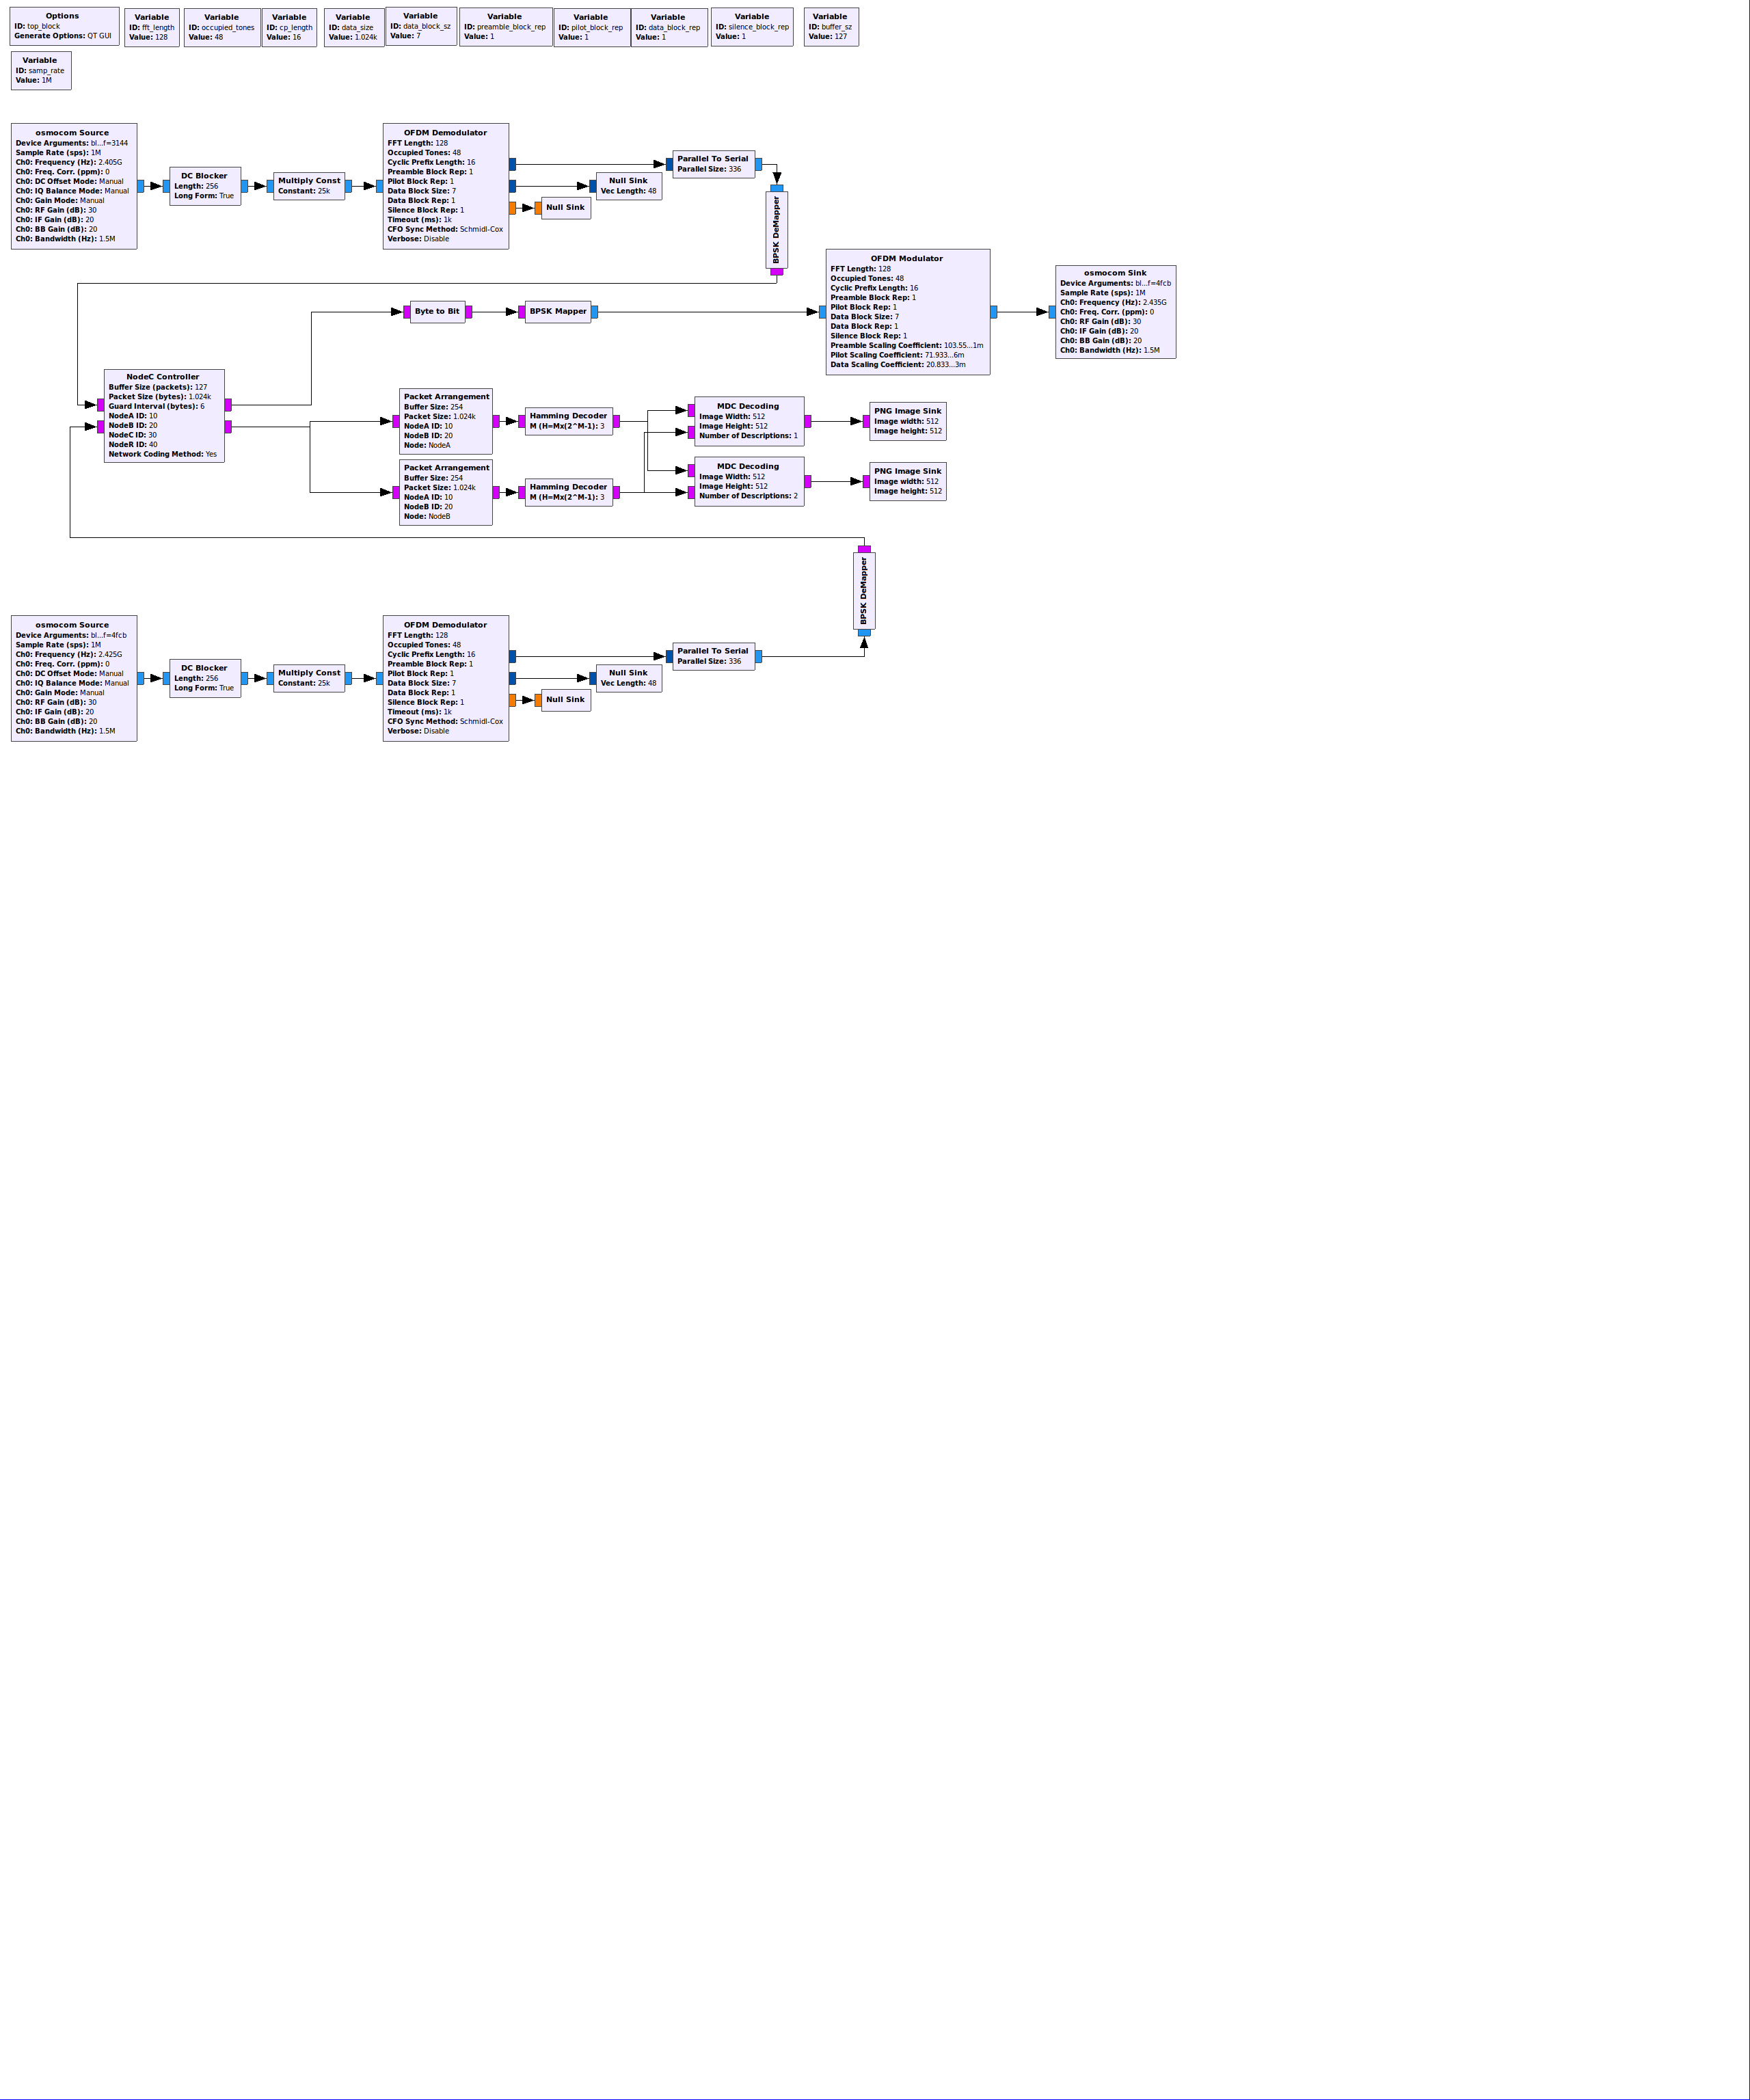 Options
ID: top_block
Generate Options: QT GUI
Variable
ID: fft_length
Value: 128
Variable
ID: occupied_tones
Value: 48
Variable
ID: cp_length
Value: 16
Variable
ID: data_size
Value: 1.024k
Variable
ID: data_block_sz
Value: 7
Variable
ID: preamble_block_rep
Value: 1
Variable
ID: pilot_block_rep
Value: 1
Variable
ID: data_block_rep
Value: 1
Variable
ID: silence_block_rep
Value: 1
Variable
ID: buffer_sz
Value: 127
Variable
ID: samp_rate
Value: 1M
osmocom Source
Device Arguments: bl...f=3144
Sample Rate (sps): 1M
Ch0: Frequency (Hz): 2.405G
Ch0: Freq. Corr. (ppm): 0
Ch0: DC Offset Mode: Manual
Ch0: IQ Balance Mode: Manual
Ch0: Gain Mode: Manual
Ch0: RF Gain (dB): 30
Ch0: IF Gain (dB): 20
Ch0: BB Gain (dB): 20
Ch0: Bandwidth (Hz): 1.5M
DC Blocker
Length: 256
Long Form: True
Multiply Const
Constant: 25k
OFDM Demodulator
FFT Length: 128
Occupied Tones: 48
Cyclic Prefix Length: 16
Preamble Block Rep: 1
Pilot Block Rep: 1
Data Block Size: 7
Data Block Rep: 1
Silence Block Rep: 1
Timeout (ms): 1k
CFO Sync Method: Schmidl-Cox
Verbose: Disable
Parallel To Serial
Parallel Size: 336
Null Sink
Vec Length: 48
Null Sink
BPSK DeMapper
OFDM Modulator
FFT Length: 128
Occupied Tones: 48
Cyclic Prefix Length: 16
Preamble Block Rep: 1
Pilot Block Rep: 1
Data Block Size: 7
Data Block Rep: 1
Silence Block Rep: 1
Preamble Scaling Coefficient: 103.55...1m
Pilot Scaling Coefficient: 71.933...6m
Data Scaling Coefficient: 20.833...3m
osmocom Sink
Device Arguments: bl...f=4fcb
Sample Rate (sps): 1M
Ch0: Frequency (Hz): 2.435G
Ch0: Freq. Corr. (ppm): 0
Ch0: RF Gain (dB): 30
Ch0: IF Gain (dB): 20
Ch0: BB Gain (dB): 20
Ch0: Bandwidth (Hz): 1.5M
Byte to Bit
BPSK Mapper
NodeC Controller
Buffer Size (packets): 127
Packet Size (bytes): 1.024k
Guard Interval (bytes): 6
NodeA ID: 10
NodeB ID: 20
NodeC ID: 30
NodeR ID: 40
Network Coding Method: Yes
Packet Arrangement
Buffer Size: 254
Packet Size: 1.024k
NodeA ID: 10
NodeB ID: 20
Node: NodeA
Hamming Decoder
M (H=Mx(2^M-1): 3
MDC Decoding
Image Width: 512
Image Height: 512
Number of Descriptions: 1
PNG Image Sink
Image width: 512
Image height: 512
Packet Arrangement
Buffer Size: 254
Packet Size: 1.024k
NodeA ID: 10
NodeB ID: 20
Node: NodeB
Hamming Decoder
M (H=Mx(2^M-1): 3
MDC Decoding
Image Width: 512
Image Height: 512
Number of Descriptions: 2
PNG Image Sink
Image width: 512
Image height: 512
BPSK DeMapper
osmocom Source
Device Arguments: bl...f=4fcb
Sample Rate (sps): 1M
Ch0: Frequency (Hz): 2.425G
Ch0: Freq. Corr. (ppm): 0
Ch0: DC Offset Mode: Manual
Ch0: IQ Balance Mode: Manual
Ch0: Gain Mode: Manual
Ch0: RF Gain (dB): 30
Ch0: IF Gain (dB): 20
Ch0: BB Gain (dB): 20
Ch0: Bandwidth (Hz): 1.5M
DC Blocker
Length: 256
Long Form: True
Multiply Const
Constant: 25k
OFDM Demodulator
FFT Length: 128
Occupied Tones: 48
Cyclic Prefix Length: 16
Preamble Block Rep: 1
Pilot Block Rep: 1
Data Block Size: 7
Data Block Rep: 1
Silence Block Rep: 1
Timeout (ms): 1k
CFO Sync Method: Schmidl-Cox
Verbose: Disable
Parallel To Serial
Parallel Size: 336
Null Sink
Vec Length: 48
Null Sink